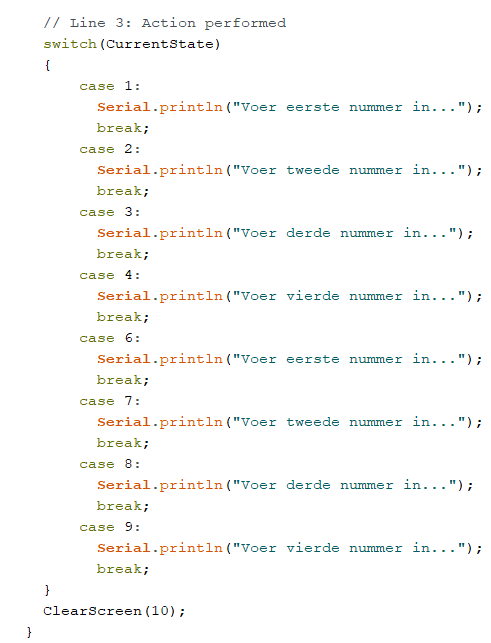 // Line 3: Action performed
switch(CurrentState)
{
case 1:
Serial.println("Voer eerste nummer in...");
break;
case 2:
Serial.println("Voer tweede nummer in...");
break;
case 3:
Serial.println("Voer derde nummer in...");
break;
case 4:
Serial.println("Voer vierde nummer in...");
break;
case 6:
Serial.println("Voer eerste nummer in...");
break;
case 7:
Serial.println("Voer tweede nummer in...");
break;
case 8:
Serial.println("Voer derde nummer in...");
break;
case 9:
Serial.println("Voer vierde nummer in...");
break;
}
ClearScreen(10);
}